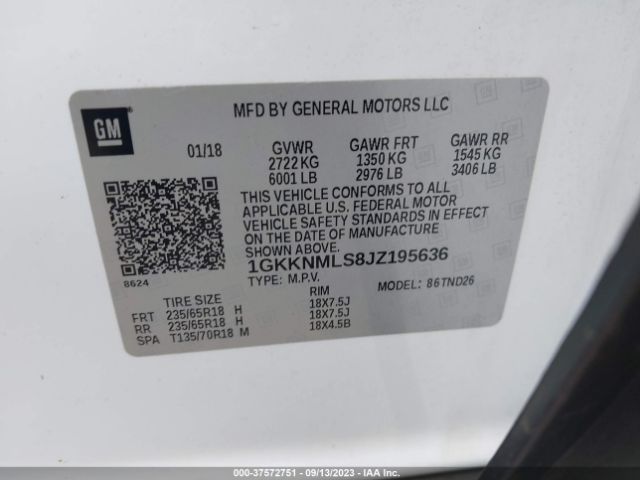 MFD BY GENERAL MOTORS LLC
GM
01/18 GVWR GAWR FRT GAWR RR
2722 KG 1350 KG 1545 KG
6001 LB 2976 LB 3406 LB
THIS VEHICLE CONFORMS TO ALL
APPLICABLE U.S. FEDERAL MOTOR
VEHICLE SAFETY STANDARDS IN EFFECT
ON THE DATE OF MANUFACTURE
SHOWN ABOVE.
8624
1GKKNMLS8JZ195636
TYPE: M.P.V. MODEL: 86TND26
TIRE SIZE RIM
FRT 235/65R18 H 18X7.5J
RR 235/65R18 H 18X7.5J
SPA T135/70R18 M 18X4.5B
000-37572751 - 09/13/2023 - IAA Inc.